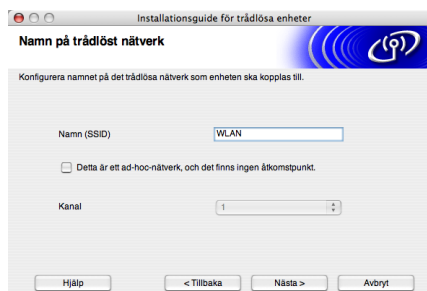 Installationsguide för trådlösa enheter
Namn på trådlöst nätverk
Konfigurera namnet på det trådlösa nätverk som enheten ska kopplas till.
Namn (SSID) WLAN
Detta är ett ad-hoc-nätverk, och det finns ingen åtkomstpunkt.
Kanal 1
Hjälp < Tillbaka Nästa > Avbryt